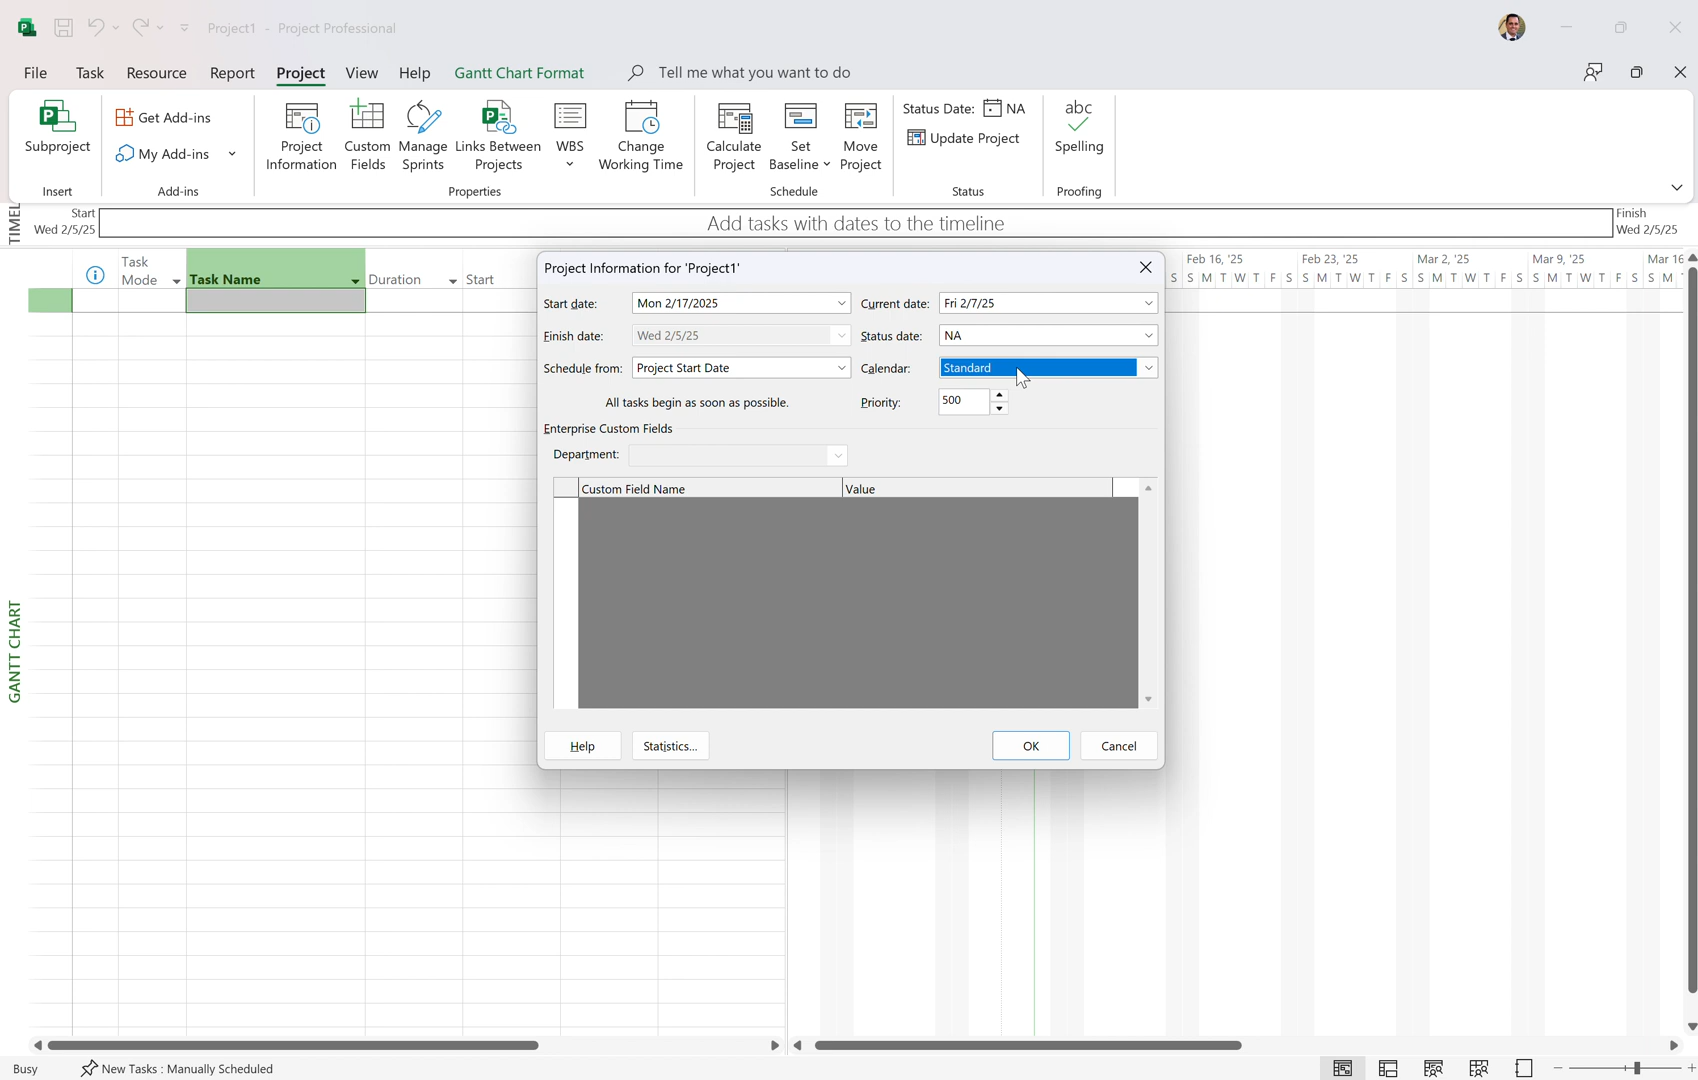 Project1 - Project Professional
File Task Resource Report Project View Help Gantt Chart Format Tell me what you want to do
Subproject
Insert
Get Add-ins
My Add-ins
Add-ins
Project Information
Custom Fields
Manage Sprints
Links Between Projects
WBS
Change Working Time
Properties
Calculate Project
Set Baseline
Move Project
Schedule
Status Date: NA
Update Project
Status
abc
Spelling
Proofing
TIMEL
Start
Wed 2/5/25
Add tasks with dates to the timeline
Finish
Wed 2/5/25
Task Mode
Task Name
Duration
Start
Feb 16, '25 Feb 23, '25 Mar 2, '25 Mar 9, '25 Mar 16
S S M T W T F S S M T W T F S S M T W T F S S M T W T F S S M T
Project Information for 'Project1'
Start date: Mon 2/17/2025 Current date: Fri 2/7/25
Finish date: Wed 2/5/25 Status date: NA
Schedule from: Project Start Date Calendar: Standard
All tasks begin as soon as possible. Priority: 500
Enterprise Custom Fields
Department:
Custom Field Name Value
Help Statistics... OK Cancel
GANTT CHART
Busy New Tasks : Manually Scheduled